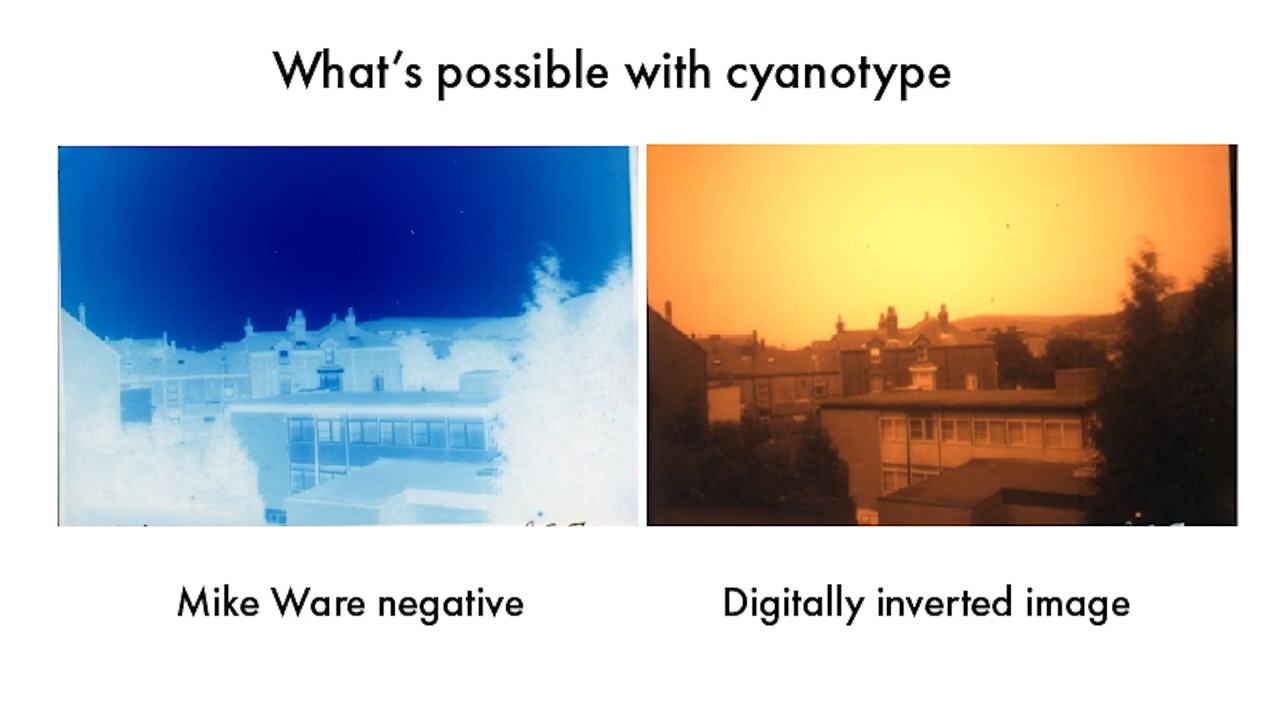 What's possible with cyanotype
Mike Ware negative
Digitally inverted image